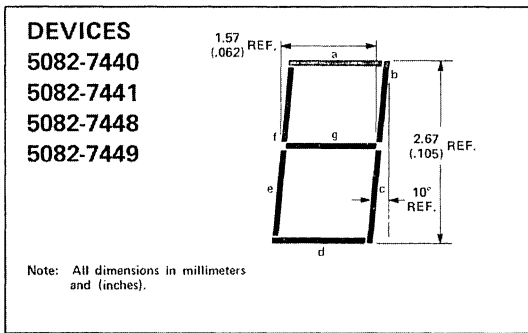 DEVICES
5082-7440
5082-7441
5082-7448
5082-7449
1.57
(.062) REF.
a
b
f
g
2.67
(.105) REF.
e
c
10°
REF.
d
Note: All dimensions in millimeters
and (inches).